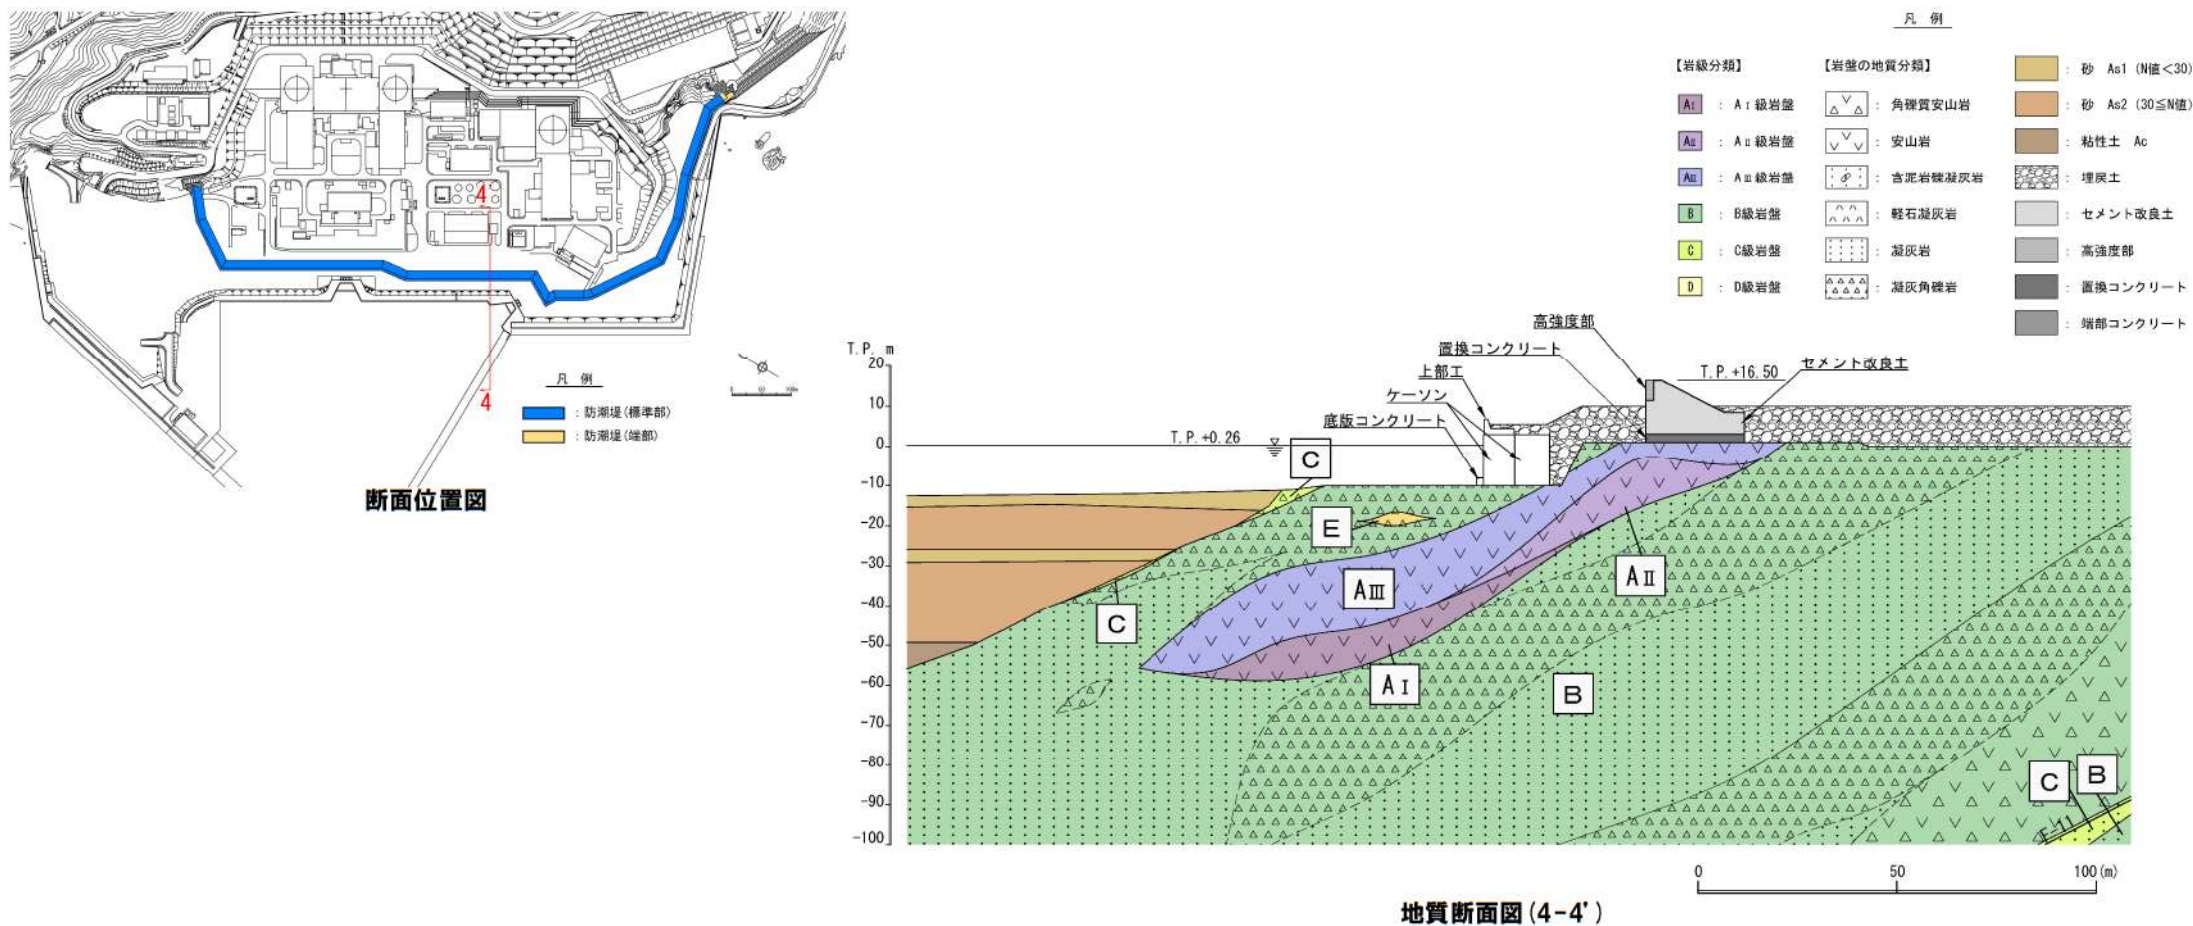 4'
4
0
50
100m
凡 例
: 防潮堤(標準部)
: 防潮堤(端部)
断面位置図
凡 例
【岩級分類】
AⅠ : AⅠ級岩盤
AⅡ : AⅡ級岩盤
AⅢ : AⅢ級岩盤
B : B級岩盤
C : C級岩盤
D : D級岩盤
【岩盤の地質分類】
: 角礫質安山岩
: 安山岩
: 含泥岩礫凝灰岩
: 軽石凝灰岩
: 凝灰岩
: 凝灰角礫岩
: 砂 As1 (N値<30)
: 砂 As2 (30≦N値)
: 粘性土 Ac
: 埋戻土
: セメント改良土
: 高強度部
: 置換コンクリート
: 端部コンクリート
T.P. m
20
10
0
-10
-20
-30
-40
-50
-60
-70
-80
-90
-100
高強度部
置換コンクリート
上部工
ケーソン
底版コンクリート
T.P.+16.50
セメント改良土
T.P.+0.26
C
E
AⅢ
AⅡ
C
AⅠ
B
C
B
F-11
0
50
100(m)
地質断面図(4-4')